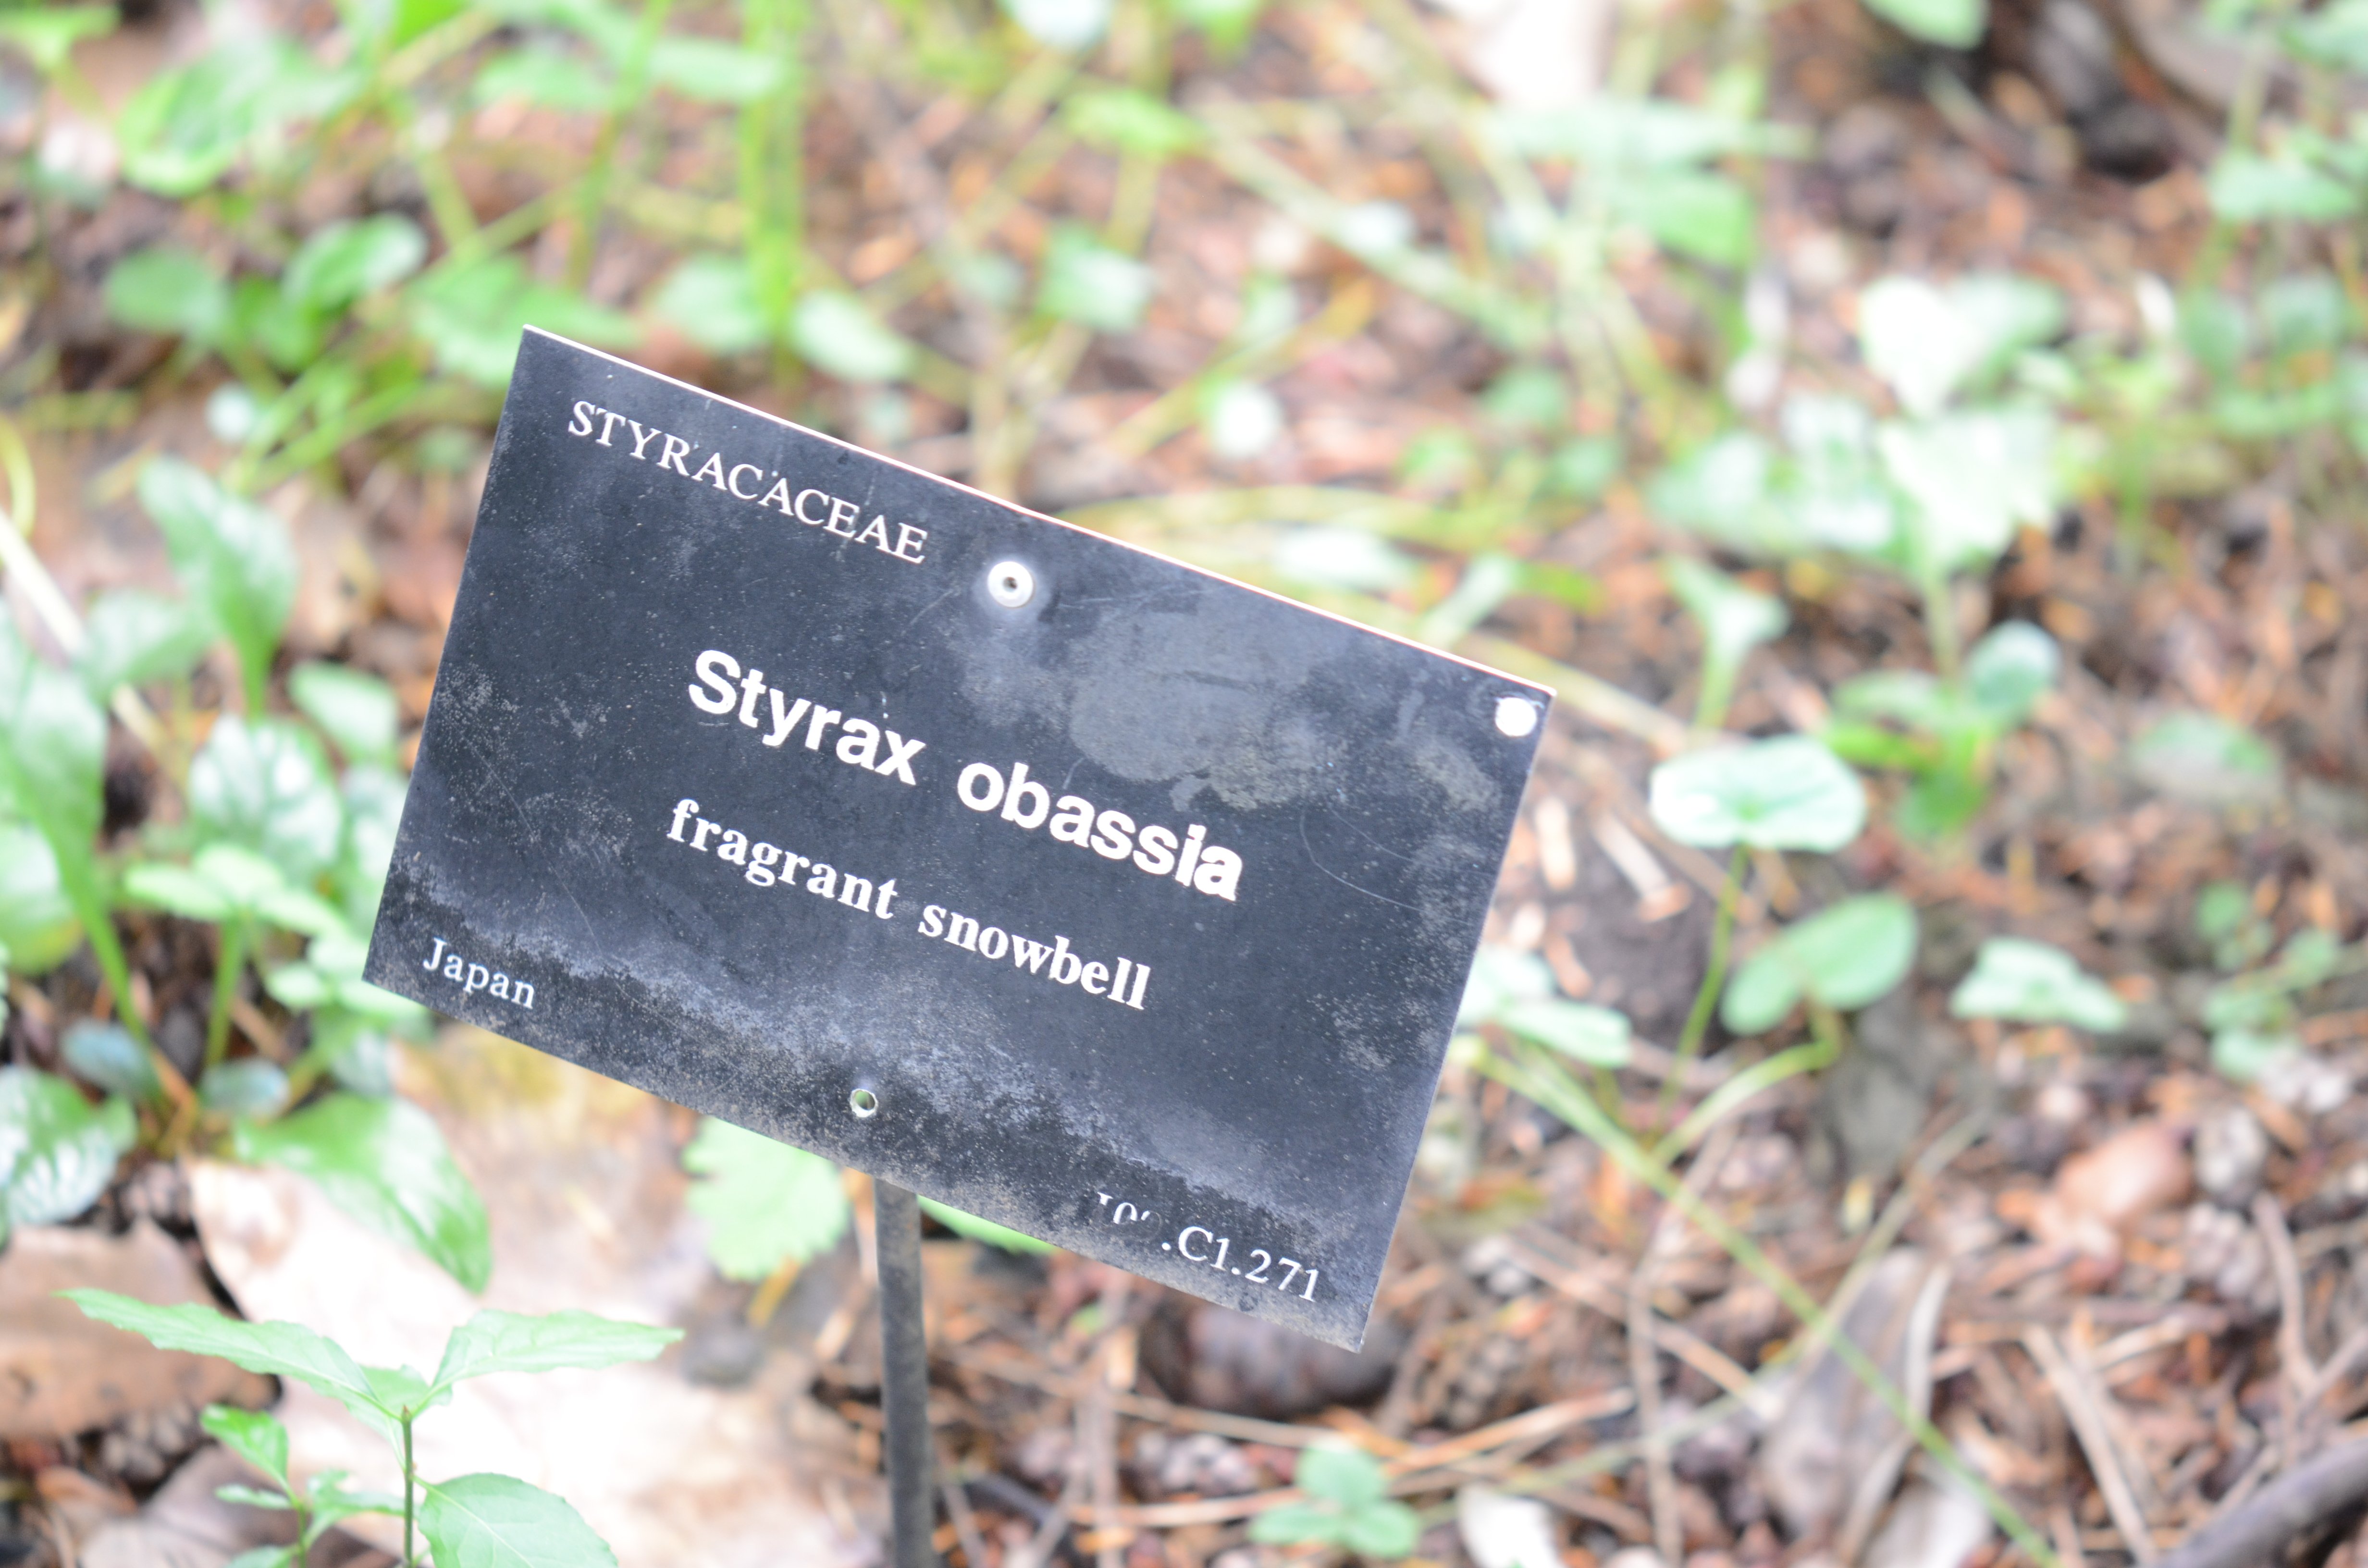 STYRACACEAE
Styrax obassia
fragrant snowbell
Japan
.C1.271